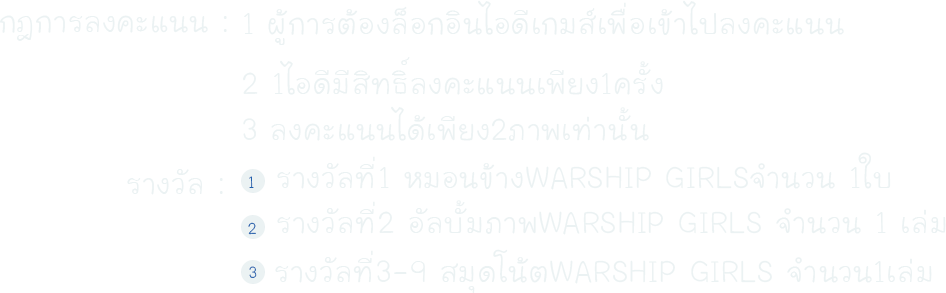 กฎการลงคะแนน : 1 ผู้การต้องล็อกอินไอดีเกมส์เพื่อเข้าไปลงคะแนน
2 1ไอดีมีสิทธิ์ลงคะแนนเพียง1ครั้ง
3 ลงคะแนนได้เพียง2ภาพเท่านั้น
รางวัล : 1 รางวัลที่1 หมอนข้างWARSHIP GIRLSจำนวน 1ใบ
2 รางวัลที่2 อัลบั้มภาพWARSHIP GIRLS จำนวน 1 เล่ม
3 รางวัลที่3-9 สมุดโน้ตWARSHIP GIRLS จำนวน1เล่ม